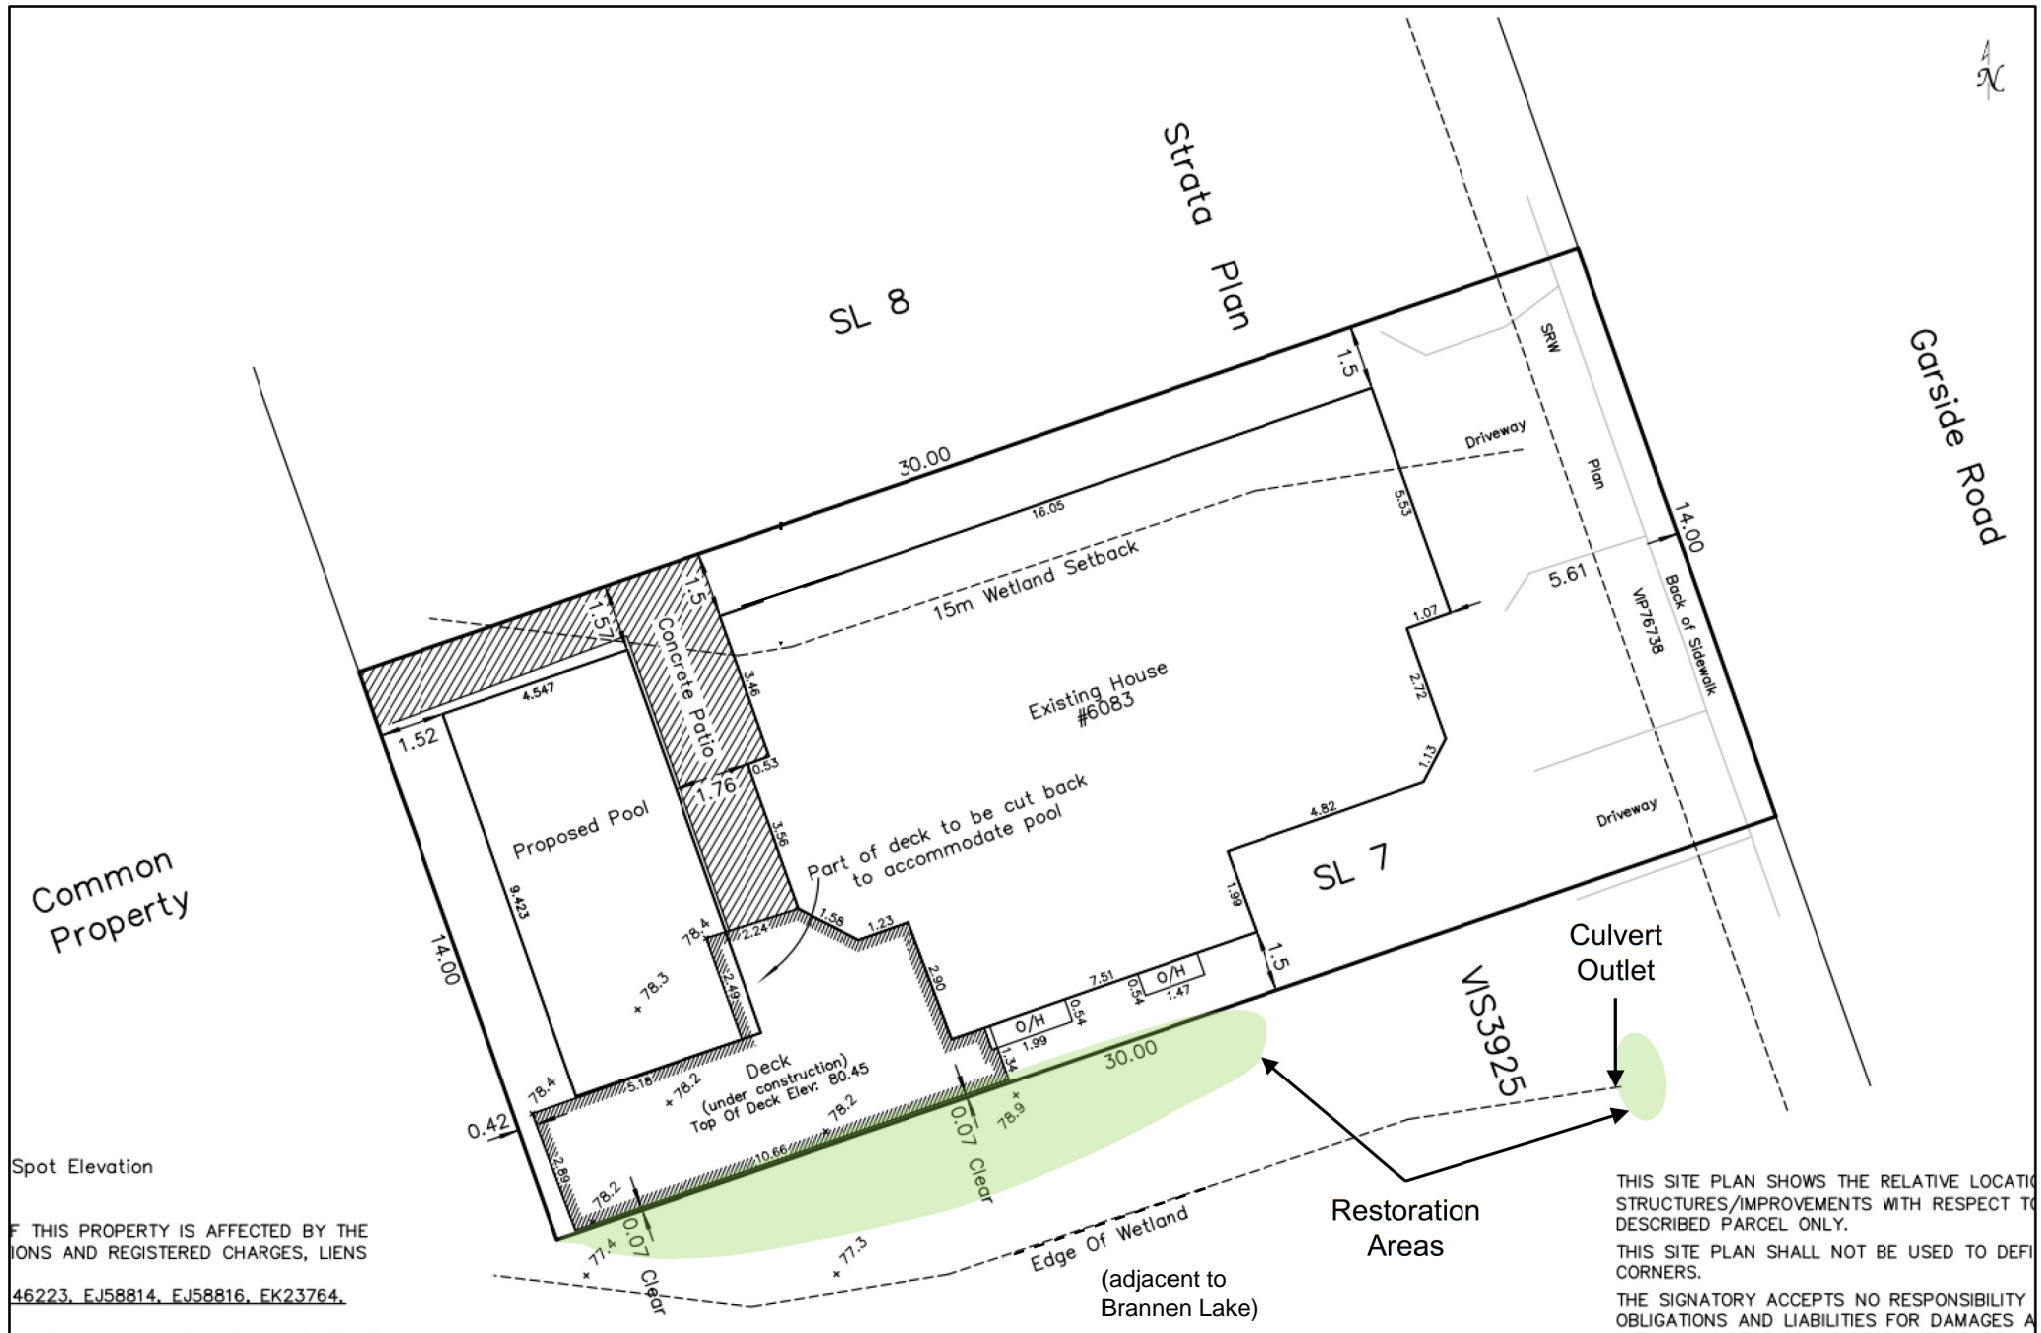 N
Strata Plan
SL 8
Garside Road
SRW
Plan
VIP76738
Back of Sidewalk
1.5
30.00
Driveway
16.05
5.53
14.00
15m Wetland Setback
5.61
1.07
1.5
1.57
Concrete Patio
3.46
Existing House
#6083
2.72
4.547
1.52
1.13
0.53
1.76
Part of deck to be cut back
to accommodate pool
4.82
Driveway
Proposed Pool
3.56
SL 7
Common
Property
9.423
1.99
14.00
78.4
2.24
1.58
1.23
2.90
1.5
Culvert
Outlet
78.3
2.49
7.51
0.54
O/H
1.47
VIS3925
O/H
0.54
1.99
1.34
30.00
Deck
(under construction)
Top Of Deck Elev: 80.45
5.18
78.4
78.2
78.2
0.42
78.9
0.07 Clear
10.66
2.89
78.2
77.4
0.07 Clear
77.3
Edge Of Wetland
Restoration
Areas
(adjacent to
Brannen Lake)
Spot Elevation
F THIS PROPERTY IS AFFECTED BY THE
IONS AND REGISTERED CHARGES, LIENS
46223, EJ58814, EJ58816, EK23764,
THIS SITE PLAN SHOWS THE RELATIVE LOCATIO
STRUCTURES/IMPROVEMENTS WITH RESPECT TO
DESCRIBED PARCEL ONLY.
THIS SITE PLAN SHALL NOT BE USED TO DEFI
CORNERS.
THE SIGNATORY ACCEPTS NO RESPONSIBILITY
OBLIGATIONS AND LIABILITIES FOR DAMAGES A